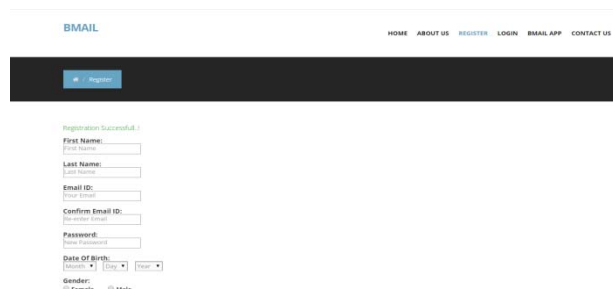 BMAIL
HOME ABOUT US REGISTER LOGIN BMAIL APP CONTACT US
/ Register
Registration Successfull..!
First Name:
First Name
Last Name:
Last Name
Email ID:
Your Email
Confirm Email ID:
Re-enter Email
Password:
New Password
Date Of Birth:
Month Day Year
Gender:
Female Male